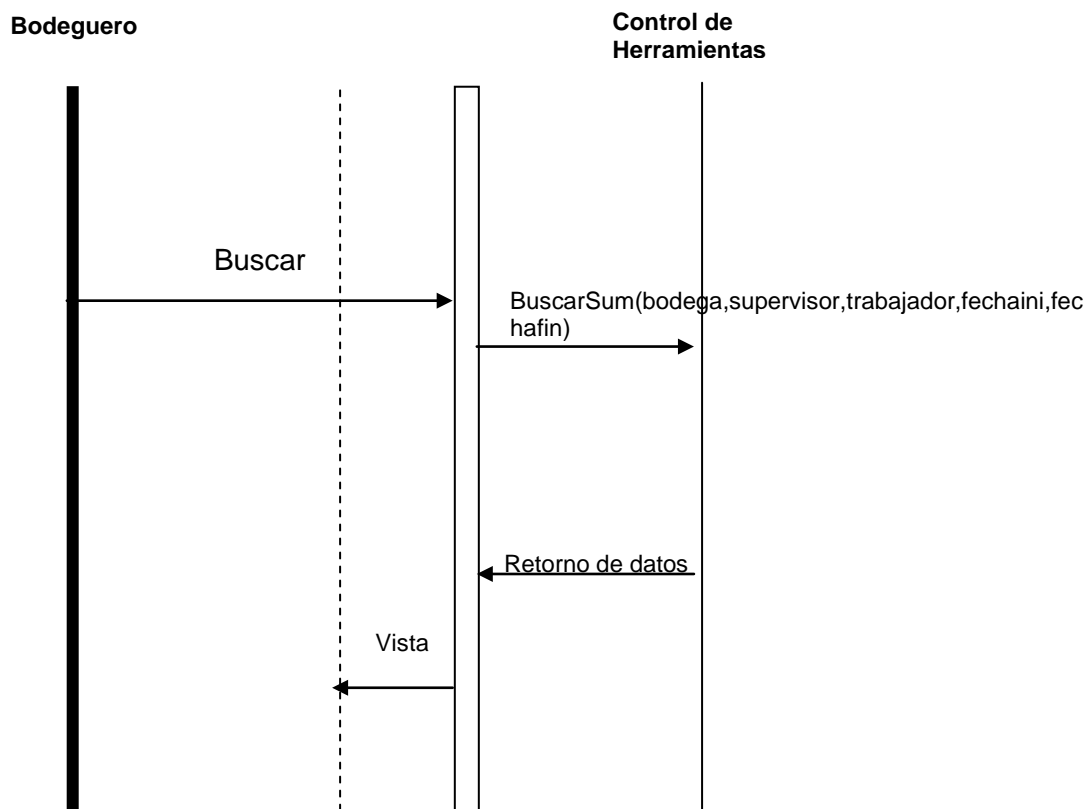 Bodeguero
Control de
Herramientas
Buscar
BuscarSum(bodega,supervisor,trabajador,fechaini,fec
hafin)
Retorno de datos
Vista